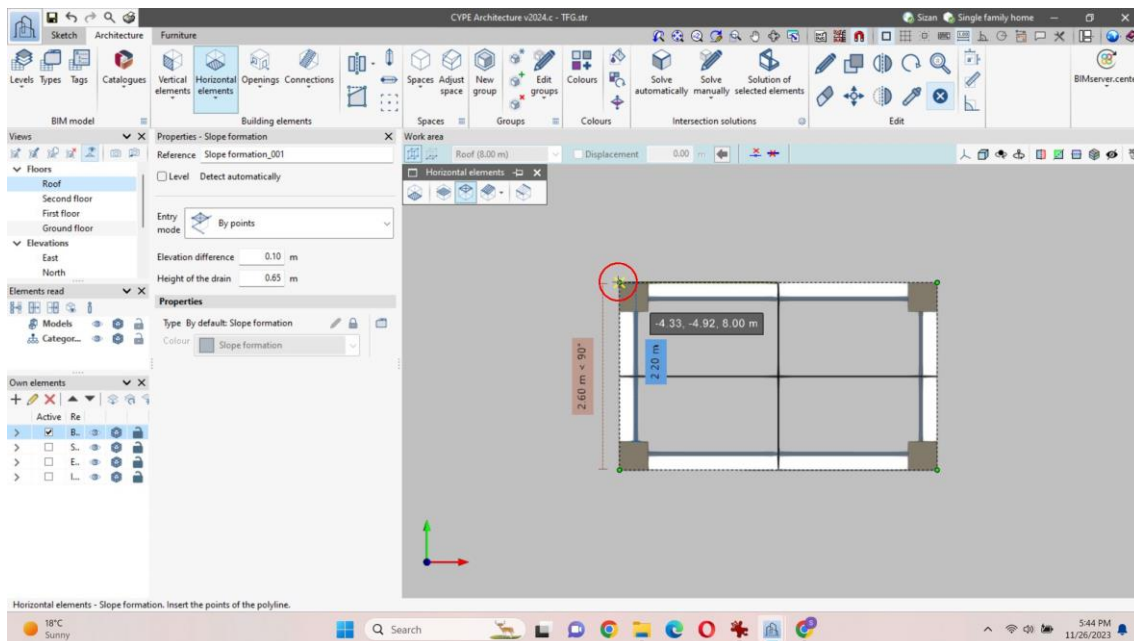 CYPE Architecture v2024.c - TFG.str
Sizan
Single family home
Sketch
Architecture
Furniture
Levels
Types
Tags
Catalogues
Vertical elements
Horizontal elements
Openings
Connections
Spaces
Adjust space
New group
Edit groups
Colours
Solve automatically
Solve manually
Solution of selected elements
BIMserver.cente
BIM model
Building elements
Spaces
Groups
Colours
Intersection solutions
Edit
Views
Floors
Roof
Second floor
First floor
Ground floor
Elevations
East
North
Elements read
Models
Categor...
Own elements
Active Re
B..
S..
E..
I...
Properties - Slope formation
Reference Slope formation_001
Level Detect automatically
Entry mode By points
Elevation difference 0.10 m
Height of the drain 0.65 m
Properties
Type By default: Slope formation
Colour Slope formation
Work area
Roof (8.00 m)
Displacement 0.00 m
Horizontal elements
-4.33, -4.92, 8.00 m
2.20 m
2.60 m < 90°
Horizontal elements - Slope formation. Insert the points of the polyline.
18°C
Sunny
Search
5:44 PM
11/26/2023